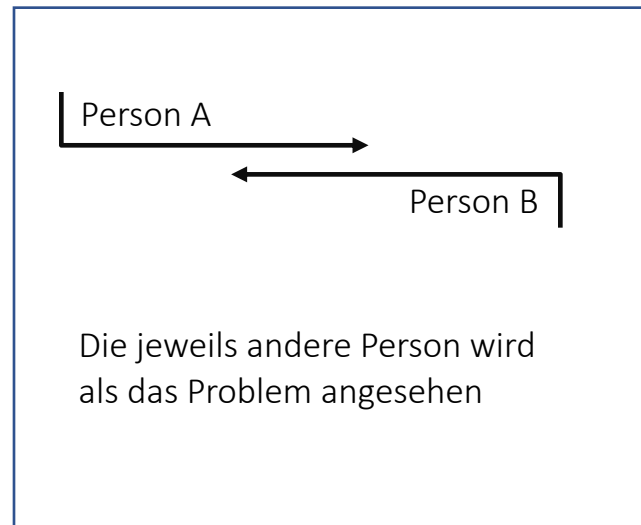 Person A
Person B
Die jeweils andere Person wird
als das Problem angesehen